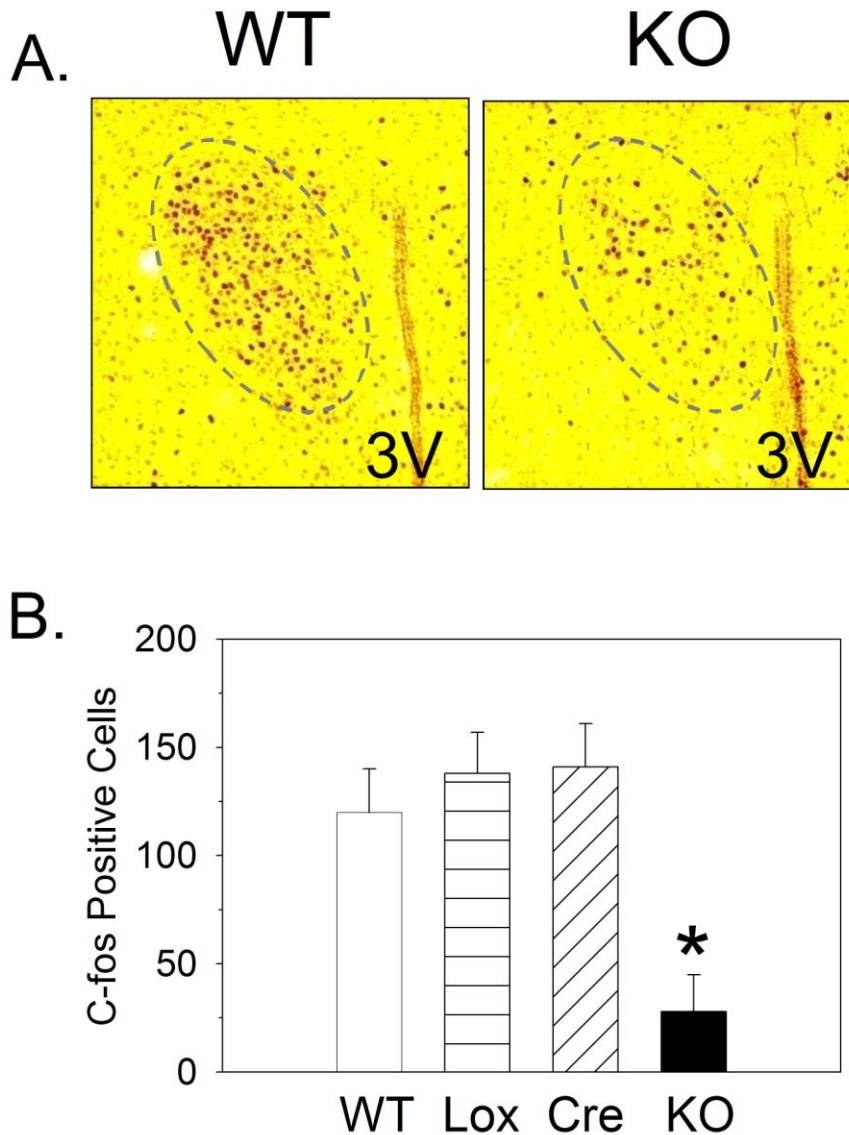 WT KO
A.
3V 3V
B.
200
150
100
50
0
C-fos Positive Cells
*
WT Lox Cre KO